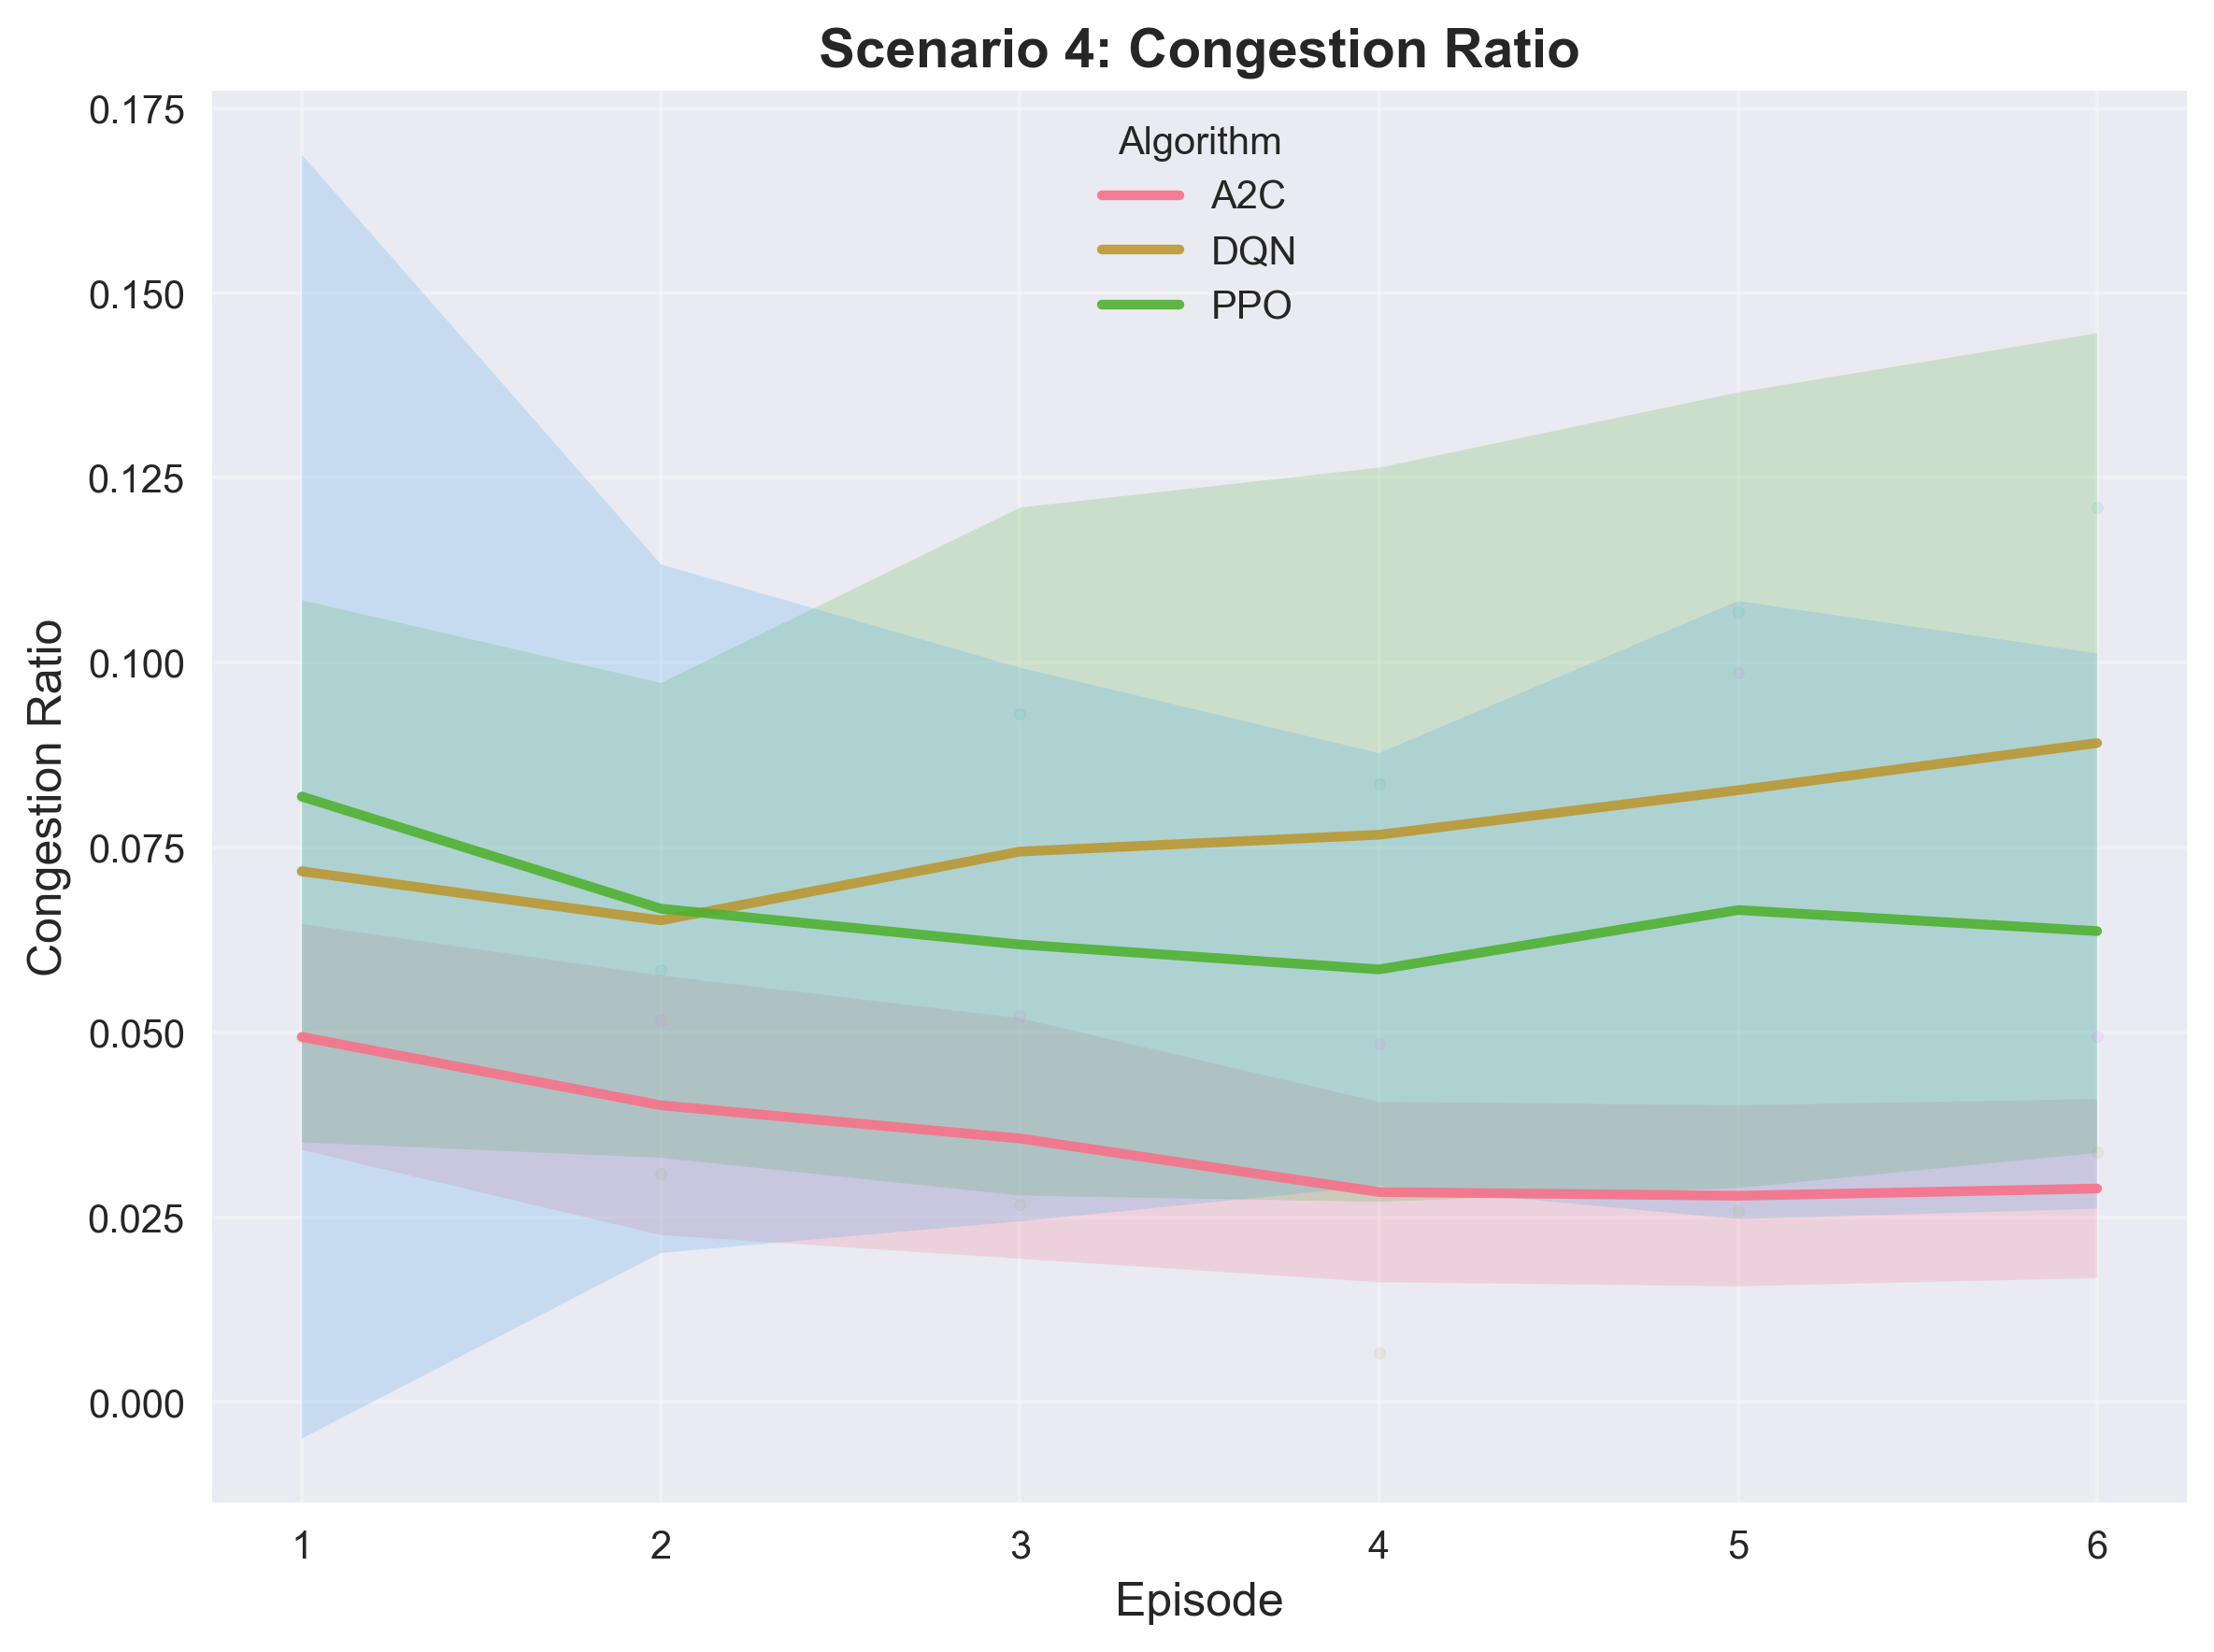 Scenario 4: Congestion Ratio
Algorithm
A2C
DQN
PPO
Congestion Ratio
0.175
0.150
0.125
0.100
0.075
0.050
0.025
0.000
1 2 3 4 5 6
Episode